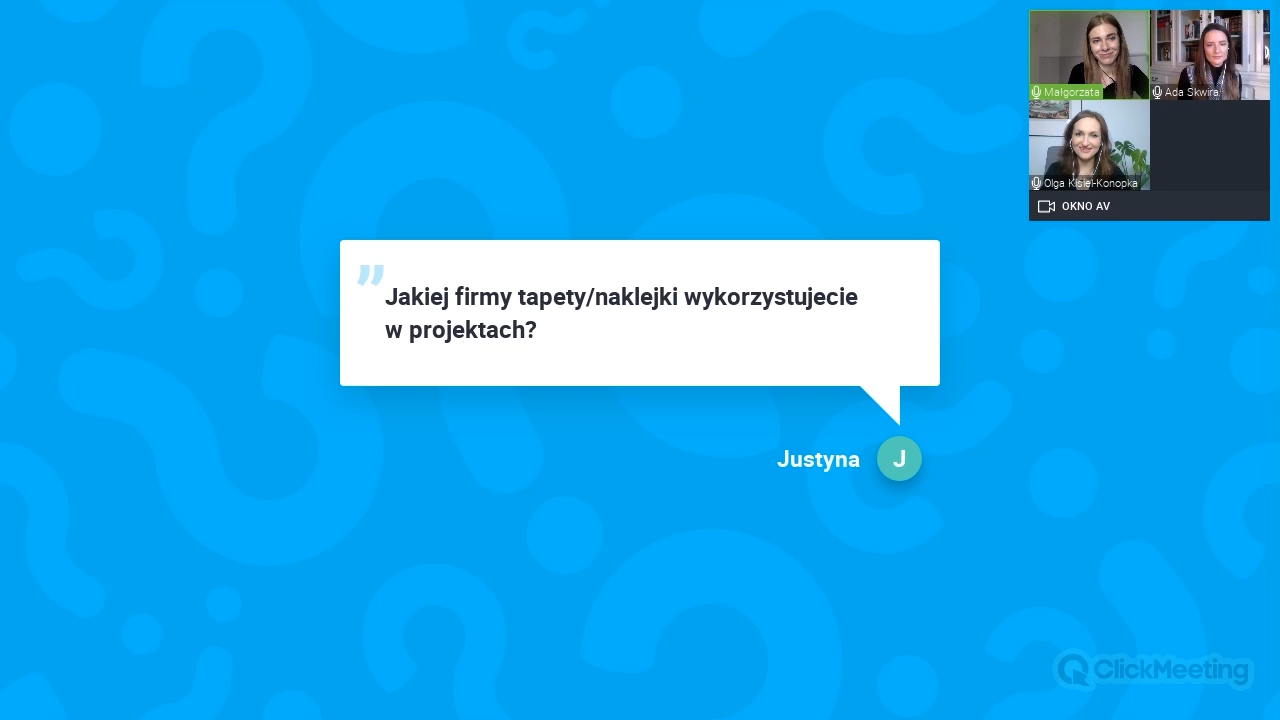 Małgorzata
Ada Skwira
Olga Kisiel-Konopka
OKNO AV
Jakiej firmy tapety/naklejki wykorzystujecie
w projektach?
Justyna
J
ClickMeeting